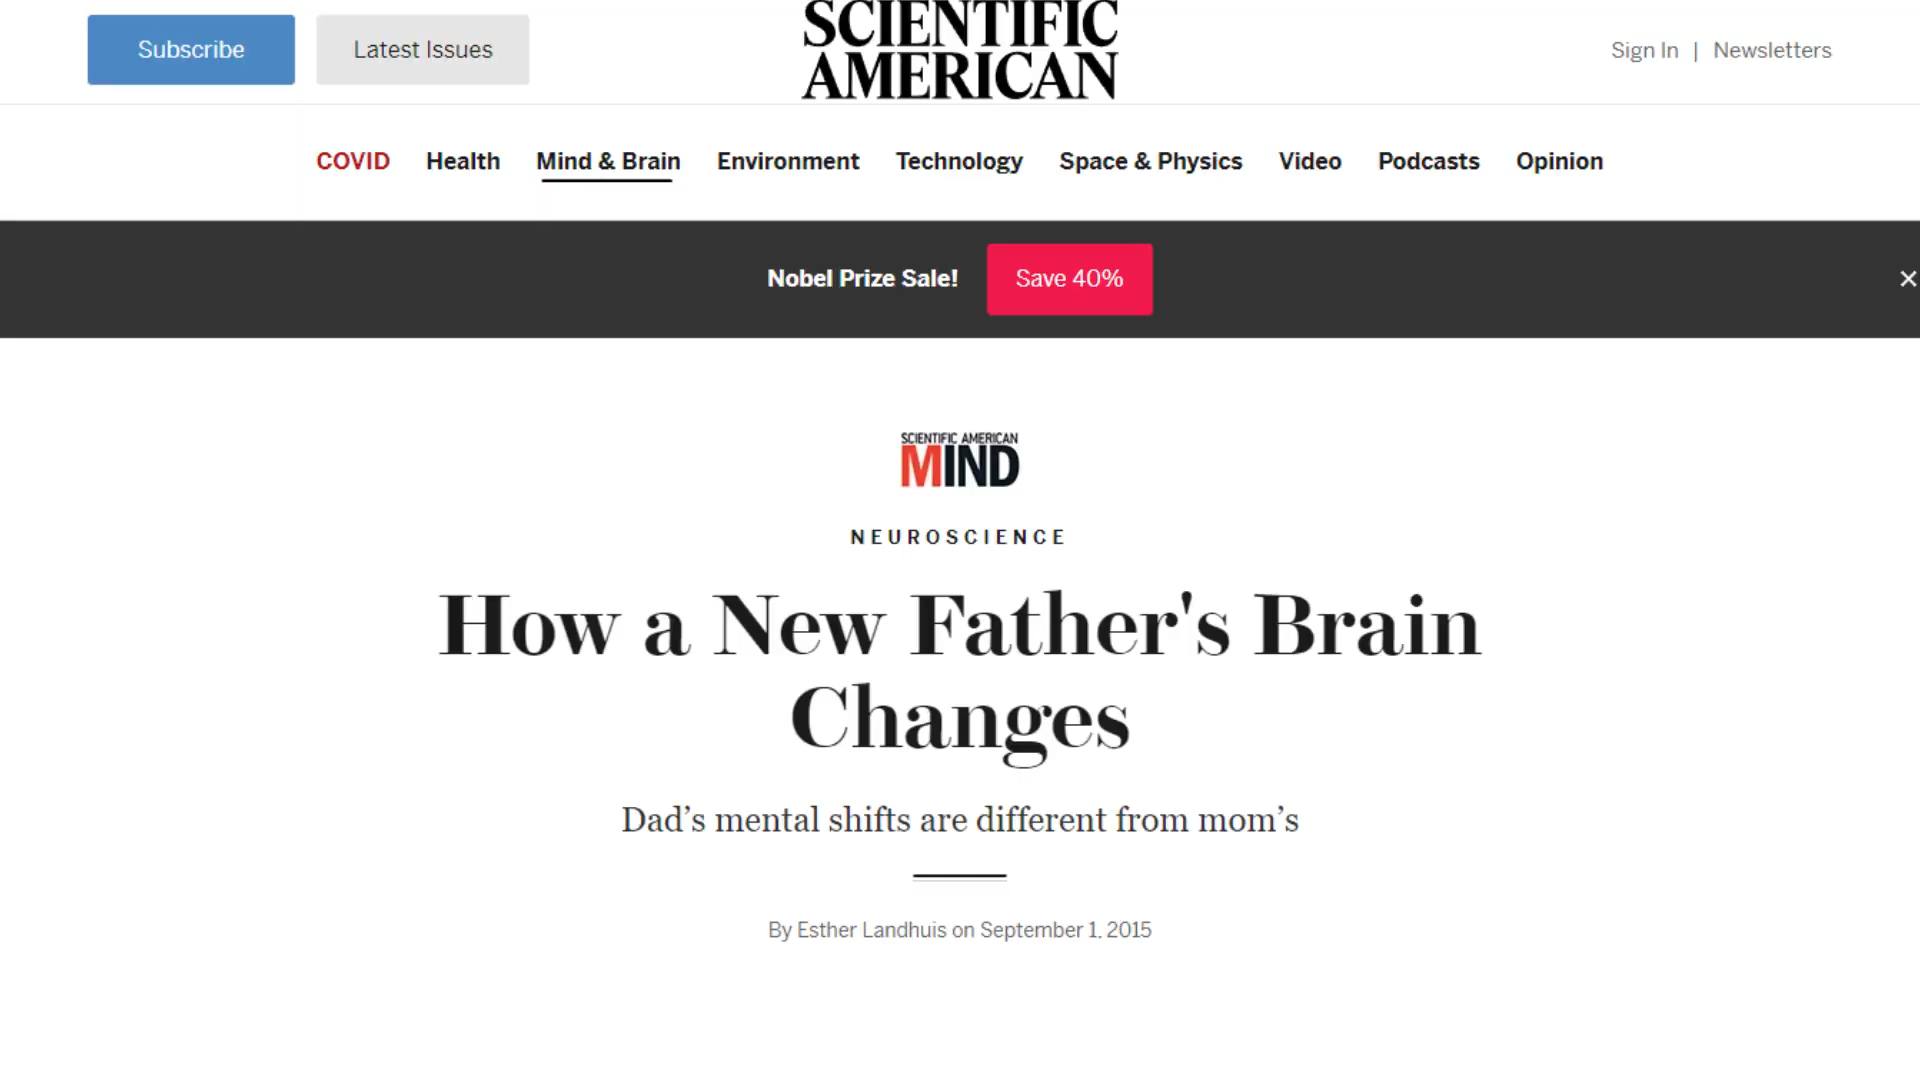 Subscribe
Latest Issues
SCIENTIFIC
AMERICAN
Sign In | Newsletters
COVID Health Mind & Brain Environment Technology Space & Physics Video Podcasts Opinion
Nobel Prize Sale! Save 40% ×
SCIENTIFIC AMERICAN
MIND
NEUROSCIENCE
How a New Father's Brain
Changes
Dad’s mental shifts are different from mom’s
By Esther Landhuis on September 1, 2015